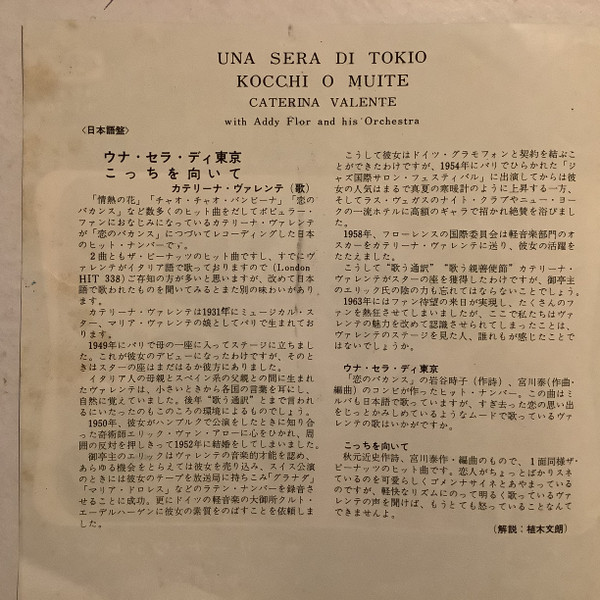 UNA SERA DI TOKIO
KOCCHI O MUITE
CATERINA VALENTE
with Addy Flor and his Orchestra
〈日本語盤〉
ウナ・セラ・ディ東京
こっちを向いて
カテリーナ・ヴァレンテ(歌)
「情熱の花」「チャオ・チャオ・バンビーナ」「恋の
バカンス」など数多くのヒット曲をだしてポピュラー・
ファンにおなじみになっているカテリーナ・ヴァレンテ
が「恋のバカンス」につづいてレコーディングした日本
のヒット・ナンバーです。
2曲ともザ・ピーナッツのヒット曲ですし、すでにヴ
ァレンテがイタリア語で歌っておりますので(London
HIT 338)ご存知の方が多いと思いますが、改めて日本
語で歌われたものを聞いてみるとまた別の味わいがあり
ます。
カテリーナ・ヴァレンテは1931年にミュージカル・ス
ター、マリア・ヴァレンテの娘としてパリで生まれてお
ります。
1949年にパリで母の一座に入ってステージに立ちまし
た。これが彼女のデビューになったわけですが、そのと
きはスターの座はまだはるか彼方にありました。
イタリア人の母親とスペイン系の父親との間に生まれ
たヴァレンテは、小さいときから各国の言葉を耳にし、
自然に覚えていました。後年“歌う通訳”とまで言われ
るにいたったのもこのころの環境によるものでしょう。
1950年、彼女がハンブルクで公演をしたときに知り合
った奇術師エリック・ヴァン・アローに心をひかれ、周
囲の反対を押しきって1952年に結婚をしてしまいました。
御亭主のエリックはヴァレンテの音楽的才能を認め、
あらゆる機会をとらえては彼女を売り込み、スイス公演
のときには彼女のテープを放送局に持ちこみ「グラナダ」
「マリア・ドロレス」などのラテン・ナンバーを録音さ
せることに成功。更にドイツの軽音楽の大御所クルト・
エーデルハーゲンに彼女の素質をのばすことを依頼しま
した。
こうして彼女はドイツ・グラモフォンと契約を結ぶこ
とができたわけですが、1954年にパリでひらかれた「ジ
ャズ国際サロン・フェスティバル」に出演してからは彼
女の人気はまるで真夏の寒暖計のように上昇する一方、
そしてラス・ヴェガスのナイト・クラブやニュー・ヨー
クの一流ホテルに高額のギャラで招かれ絶賛を浴びまし
た。
1958年、フローレンスの国際委員会は軽音楽部門のオ
スカーをカテリーナ・ヴァレンテに送り、彼女の活躍を
たたえました。
こうして“歌う通訳”“歌う親善使節”カテリーナ・
ヴァレンテがスターの座を獲得したわけですが、御亭主
のエリック氏の陰の力も忘れてはならないことでしょう。
1963年にはファン待望の来日が実現し、たくさんのフ
ァンを熱狂させてしまいましたが、ここで私たちはヴァ
レンテの魅力を改めて認識させられてしまったことは、
ヴァレンテのステージを見た人、誰れもが感じたことで
はないでしょうか。
ウナ・セラ・ディ東京
「恋のバカンス」の岩谷時子(作詩)、宮川泰(作曲・
編曲)のコンビが作ったヒット・ナンバー。この曲はミ
ルバも日本語で歌っていますが、すぎ去った恋の思い出
をじっとかみしめているようなムードで歌っているヴァレ
ンテの歌はいかがですか。
こっちを向いて
秋元近史作詩、宮川泰作・編曲のもので、1面同様ザ・
ピーナッツのヒット曲です。恋人がちょっとばかりスネ
ているのを可愛らしくゴメンナサイネとあやまっている
のですが、軽快なリズムにのって明るく歌っているヴァ
レンテの声を聞けば、もうとても怒っていることなんて
できませんよ。
(解説:植木文朗)